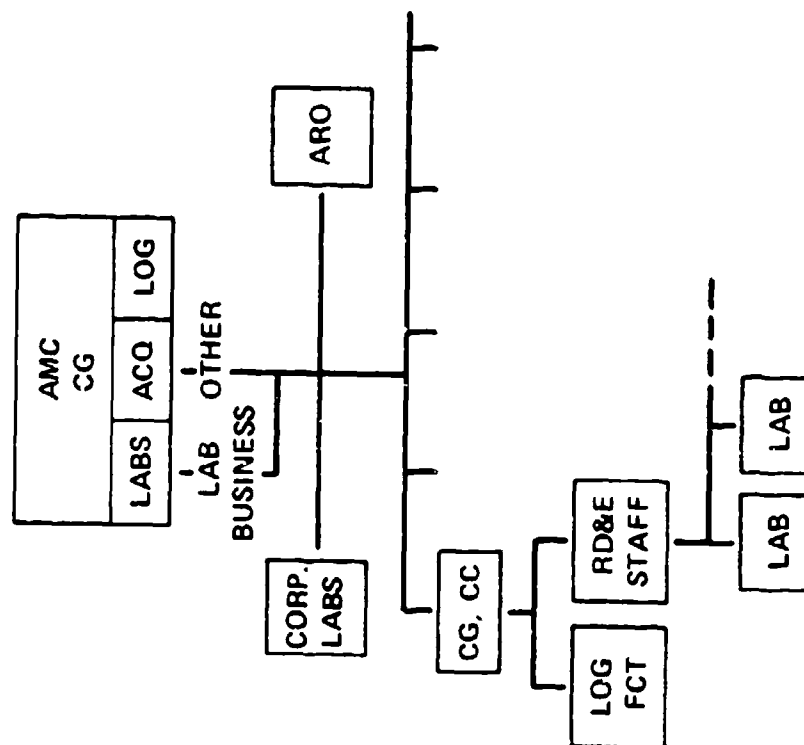 AMC
CG
LABS
ACQ
LOG
LAB
BUSINESS
OTHER
CORP.
LABS
ARO
CG, CC
LOG
FCT
RD&E
STAFF
LAB
LAB